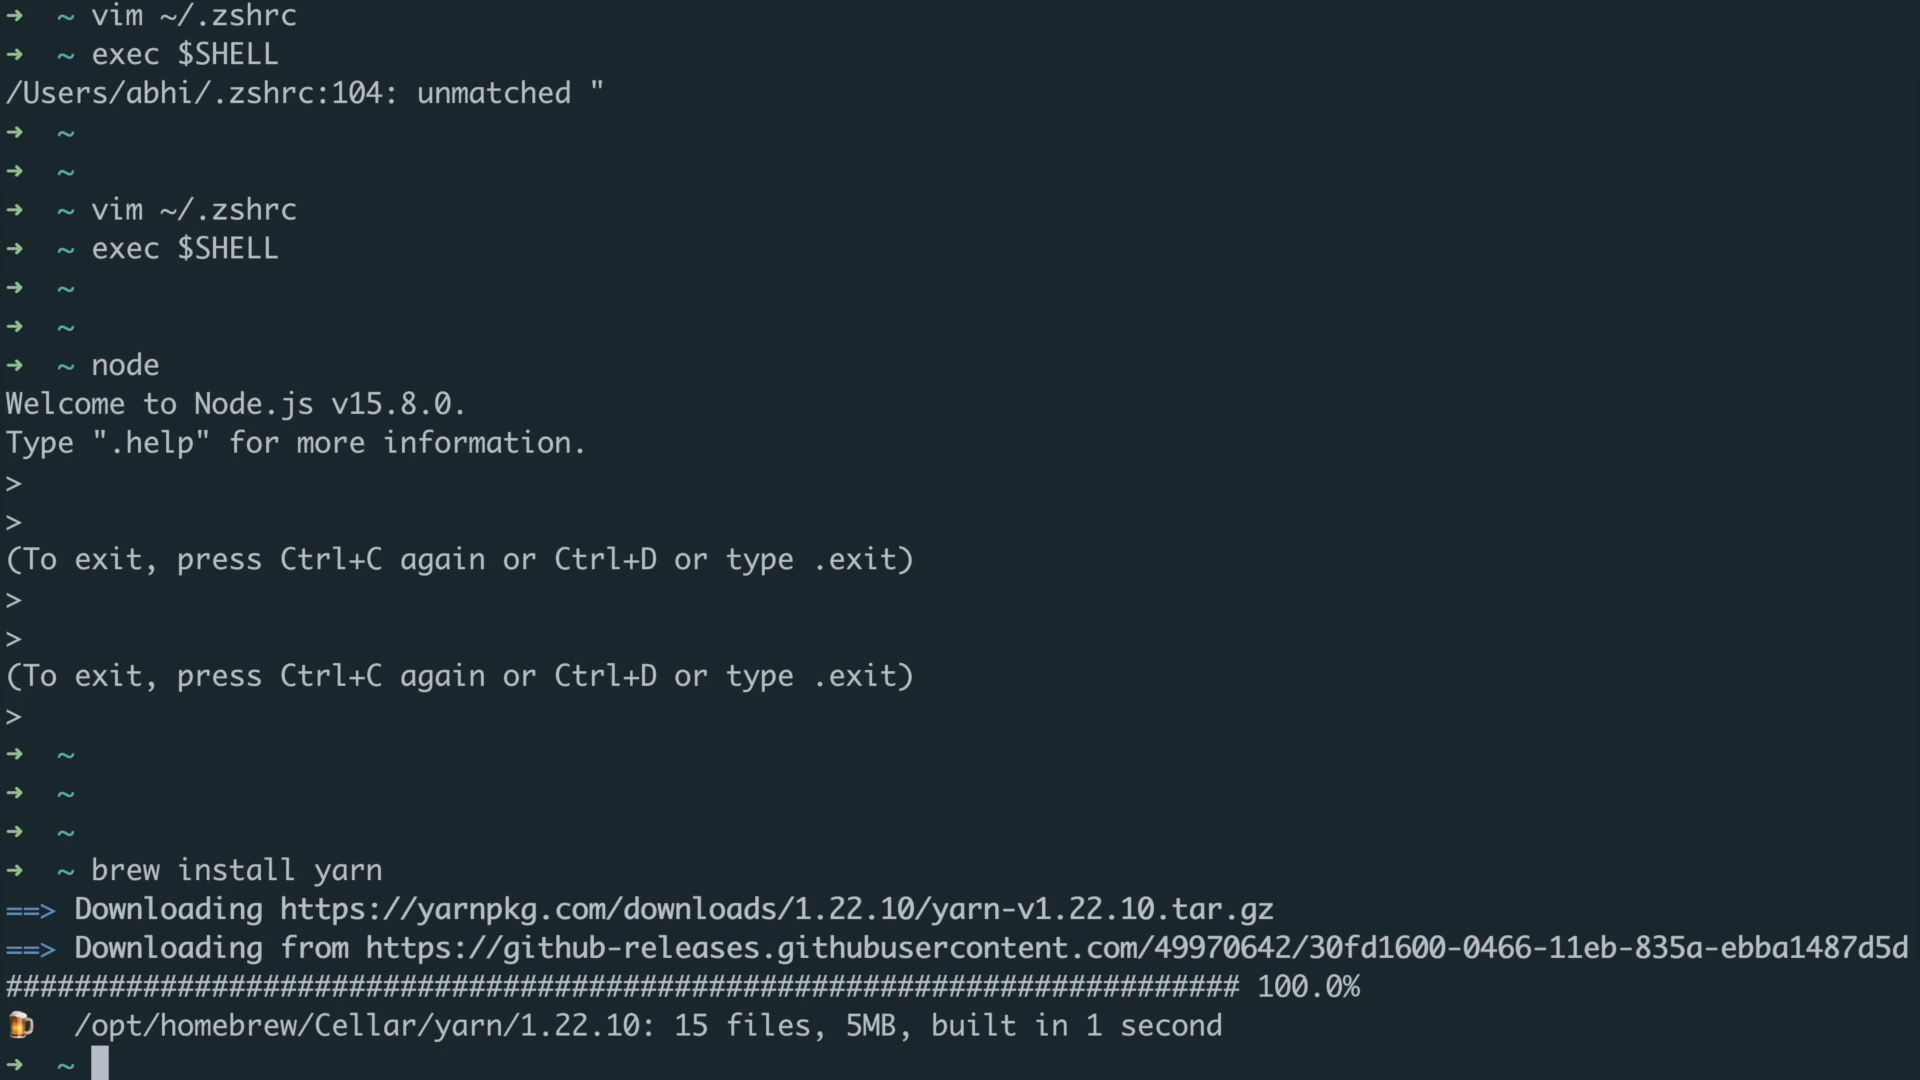 ➜  ~ vim ~/.zshrc
➜  ~ exec $SHELL
/Users/abhi/.zshrc:104: unmatched "
➜  ~
➜  ~
➜  ~ vim ~/.zshrc
➜  ~ exec $SHELL
➜  ~
➜  ~
➜  ~ node
Welcome to Node.js v15.8.0.
Type ".help" for more information.
>
>
(To exit, press Ctrl+C again or Ctrl+D or type .exit)
>
>
(To exit, press Ctrl+C again or Ctrl+D or type .exit)
>
➜  ~
➜  ~
➜  ~
➜  ~ brew install yarn
==> Downloading https://yarnpkg.com/downloads/1.22.10/yarn-v1.22.10.tar.gz
==> Downloading from https://github-releases.githubusercontent.com/49970642/30fd1600-0466-11eb-835a-ebba1487d5d
######################################################################## 100.0%
🍺  /opt/homebrew/Cellar/yarn/1.22.10: 15 files, 5MB, built in 1 second
➜  ~